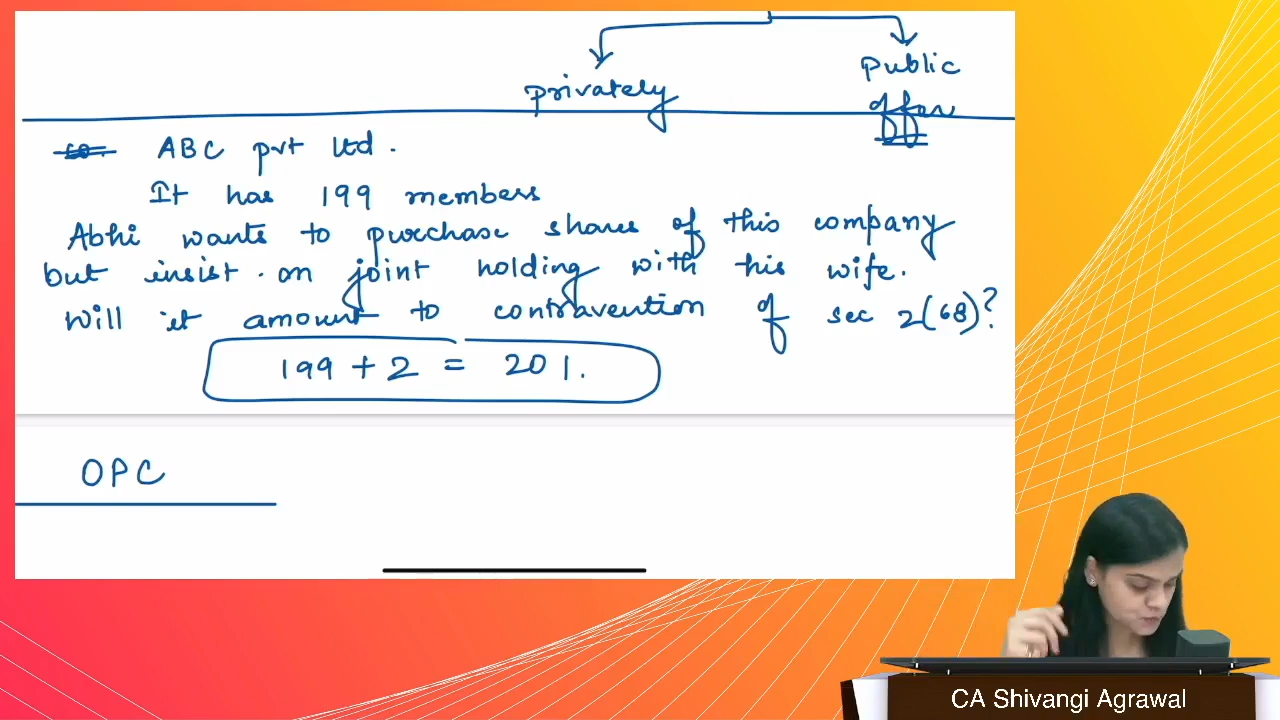 privately
public
offer
co. ABC pvt ltd.
It has 199 members
Abhi wants to purchase shares of this company
but insist on joint holding with his wife.
Will it amount to contravention of sec 2(68)?
199 + 2 = 201.
OPC
CA Shivangi Agrawal